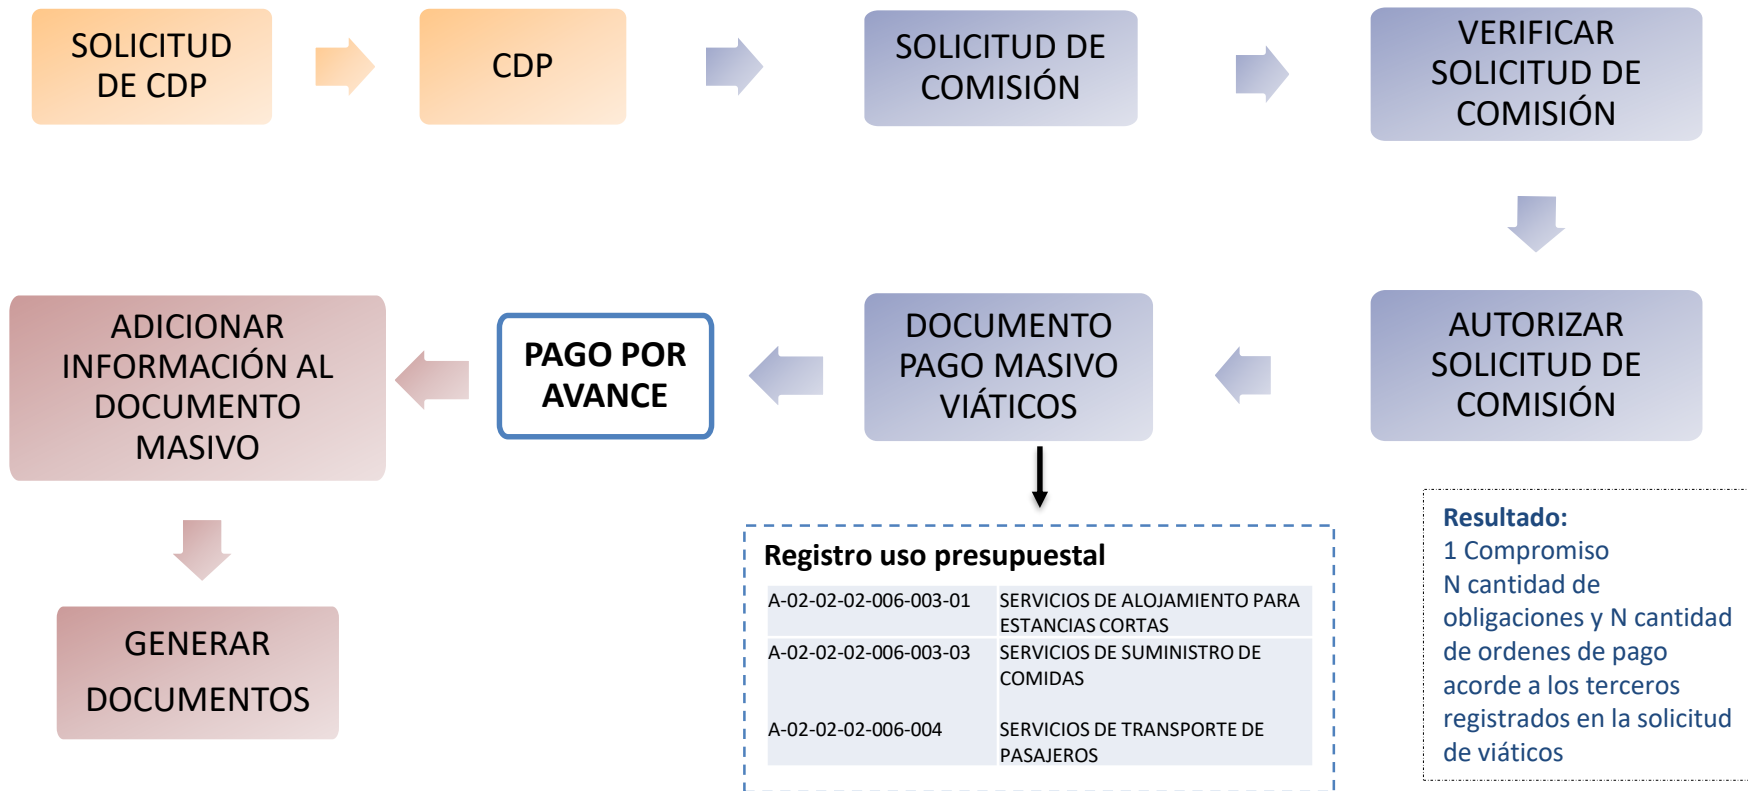 SOLICITUD
DE CDP
CDP
SOLICITUD DE
COMISIÓN
VERIFICAR
SOLICITUD DE
COMISIÓN
ADICIONAR
INFORMACIÓN AL
DOCUMENTO
MASIVO
PAGO POR
AVANCE
DOCUMENTO
PAGO MASIVO
VIÁTICOS
AUTORIZAR
SOLICITUD DE
COMISIÓN
GENERAR
DOCUMENTOS
Registro uso presupuestal
A-02-02-02-006-003-01 SERVICIOS DE ALOJAMIENTO PARA
ESTANCIAS CORTAS
A-02-02-02-006-003-03 SERVICIOS DE SUMINISTRO DE
COMIDAS
A-02-02-02-006-004 SERVICIOS DE TRANSPORTE DE
PASAJEROS
Resultado:
1 Compromiso
N cantidad de
obligaciones y N cantidad
de ordenes de pago
acorde a los terceros
registrados en la solicitud
de viáticos